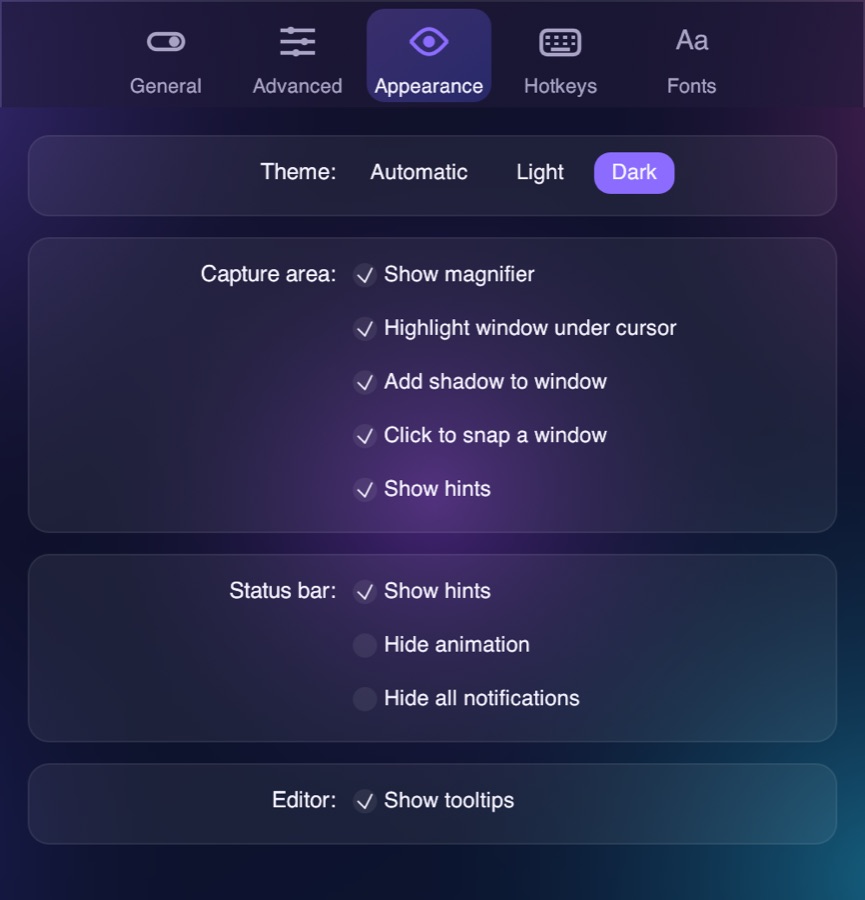 Aa
General Advanced Appearance Hotkeys Fonts
Theme: Automatic Light Dark
Capture area: Show magnifier
Highlight window under cursor
Add shadow to window
Click to snap a window
Show hints
Status bar: Show hints
Hide animation
Hide all notifications
Editor: Show tooltips